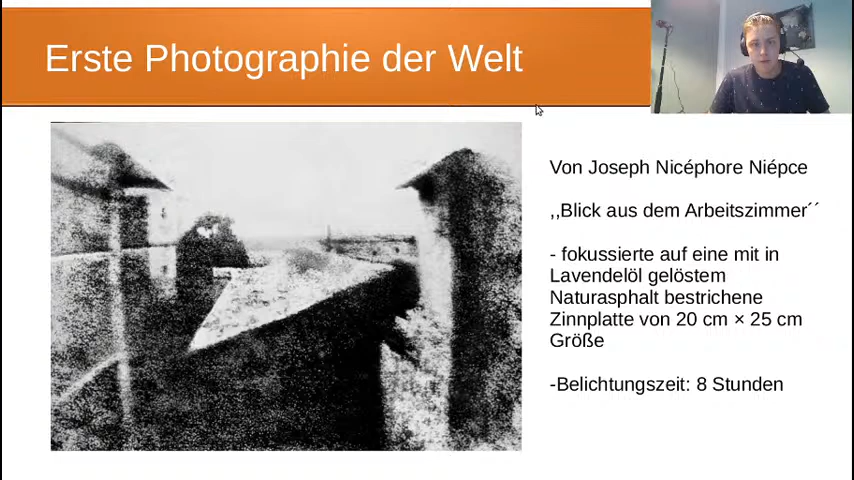 Erste Photographie der Welt
Von Joseph Nicéphore Niépce
,,Blick aus dem Arbeitszimmer´´
- fokussierte auf eine mit in
Lavendelöl gelöstem
Naturasphalt bestrichene
Zinnplatte von 20 cm × 25 cm
Größe
-Belichtungszeit: 8 Stunden